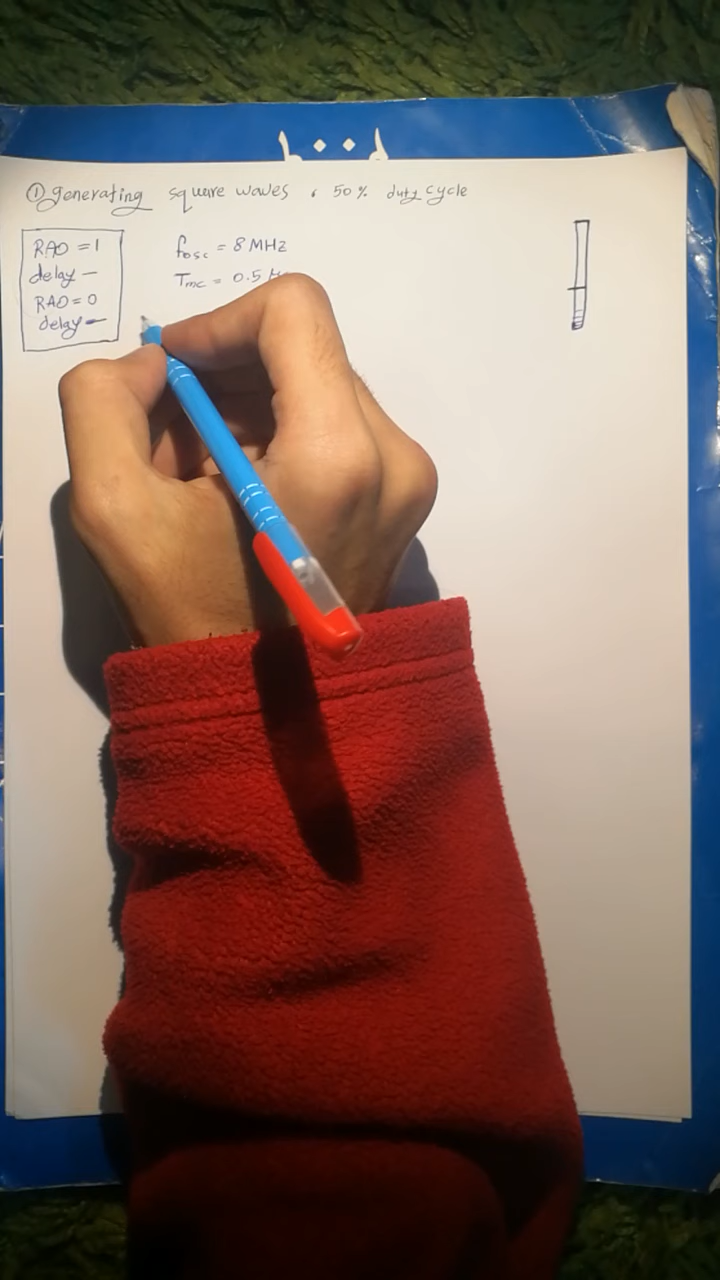 ① generating square waves , 50% duty cycle
RA0 = 1
delay —
RA0 = 0
delay —
fosc = 8 MHz
Tmc = 0.5